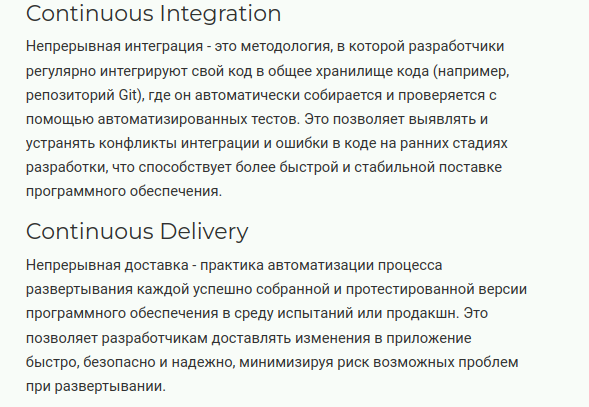 Continuous Integration
Непрерывная интеграция - это методология, в которой разработчики
регулярно интегрируют свой код в общее хранилище кода (например,
репозиторий Git), где он автоматически собирается и проверяется с
помощью автоматизированных тестов. Это позволяет выявлять и
устранять конфликты интеграции и ошибки в коде на ранних стадиях
разработки, что способствует более быстрой и стабильной поставке
программного обеспечения.
Continuous Delivery
Непрерывная доставка - практика автоматизации процесса
развертывания каждой успешно собранной и протестированной версии
программного обеспечения в среду испытаний или продакшн. Это
позволяет разработчикам доставлять изменения в приложение
быстро, безопасно и надежно, минимизируя риск возможных проблем
при развертывании.